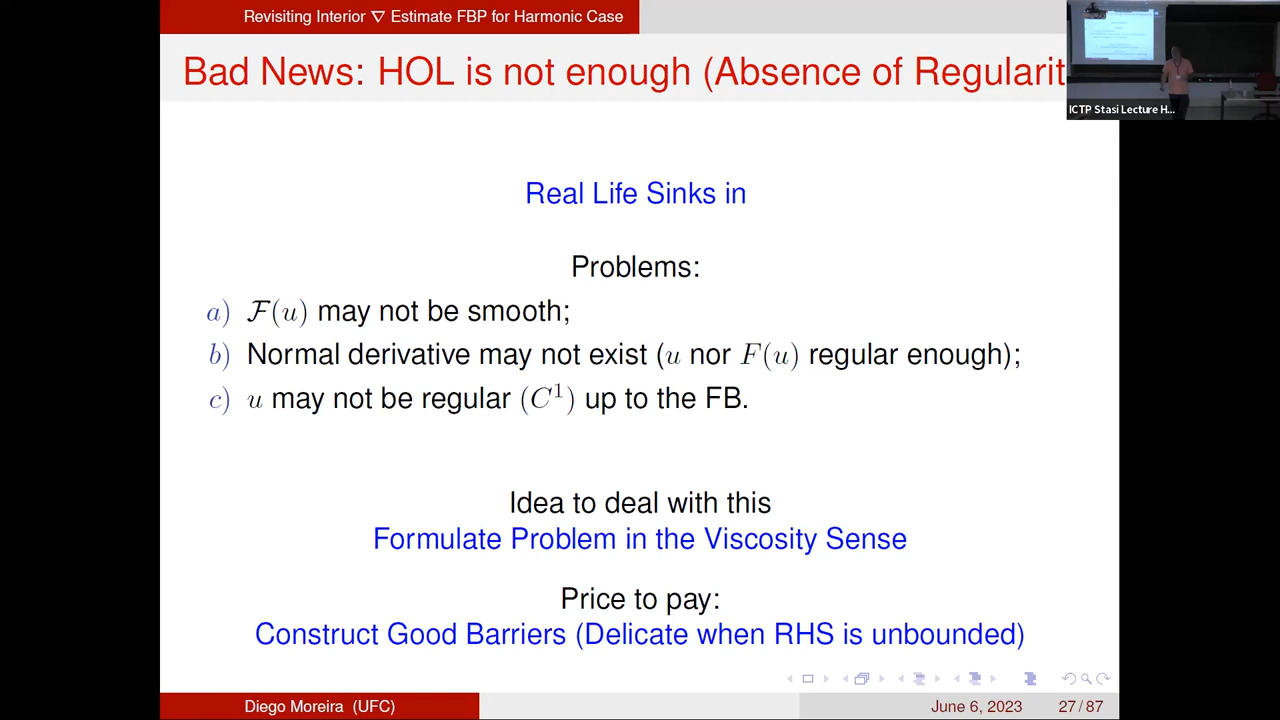 Revisiting Interior ∇ Estimate FBP for Harmonic Case
Bad News: HOL is not enough (Absence of Regularit
ICTP Stasi Lecture H...
Real Life Sinks in
Problems:
a) F(u) may not be smooth;
b) Normal derivative may not exist (u nor F(u) regular enough);
c) u may not be regular (C¹) up to the FB.
Idea to deal with this
Formulate Problem in the Viscosity Sense
Price to pay:
Construct Good Barriers (Delicate when RHS is unbounded)
Diego Moreira (UFC)
June 6, 2023
27/87